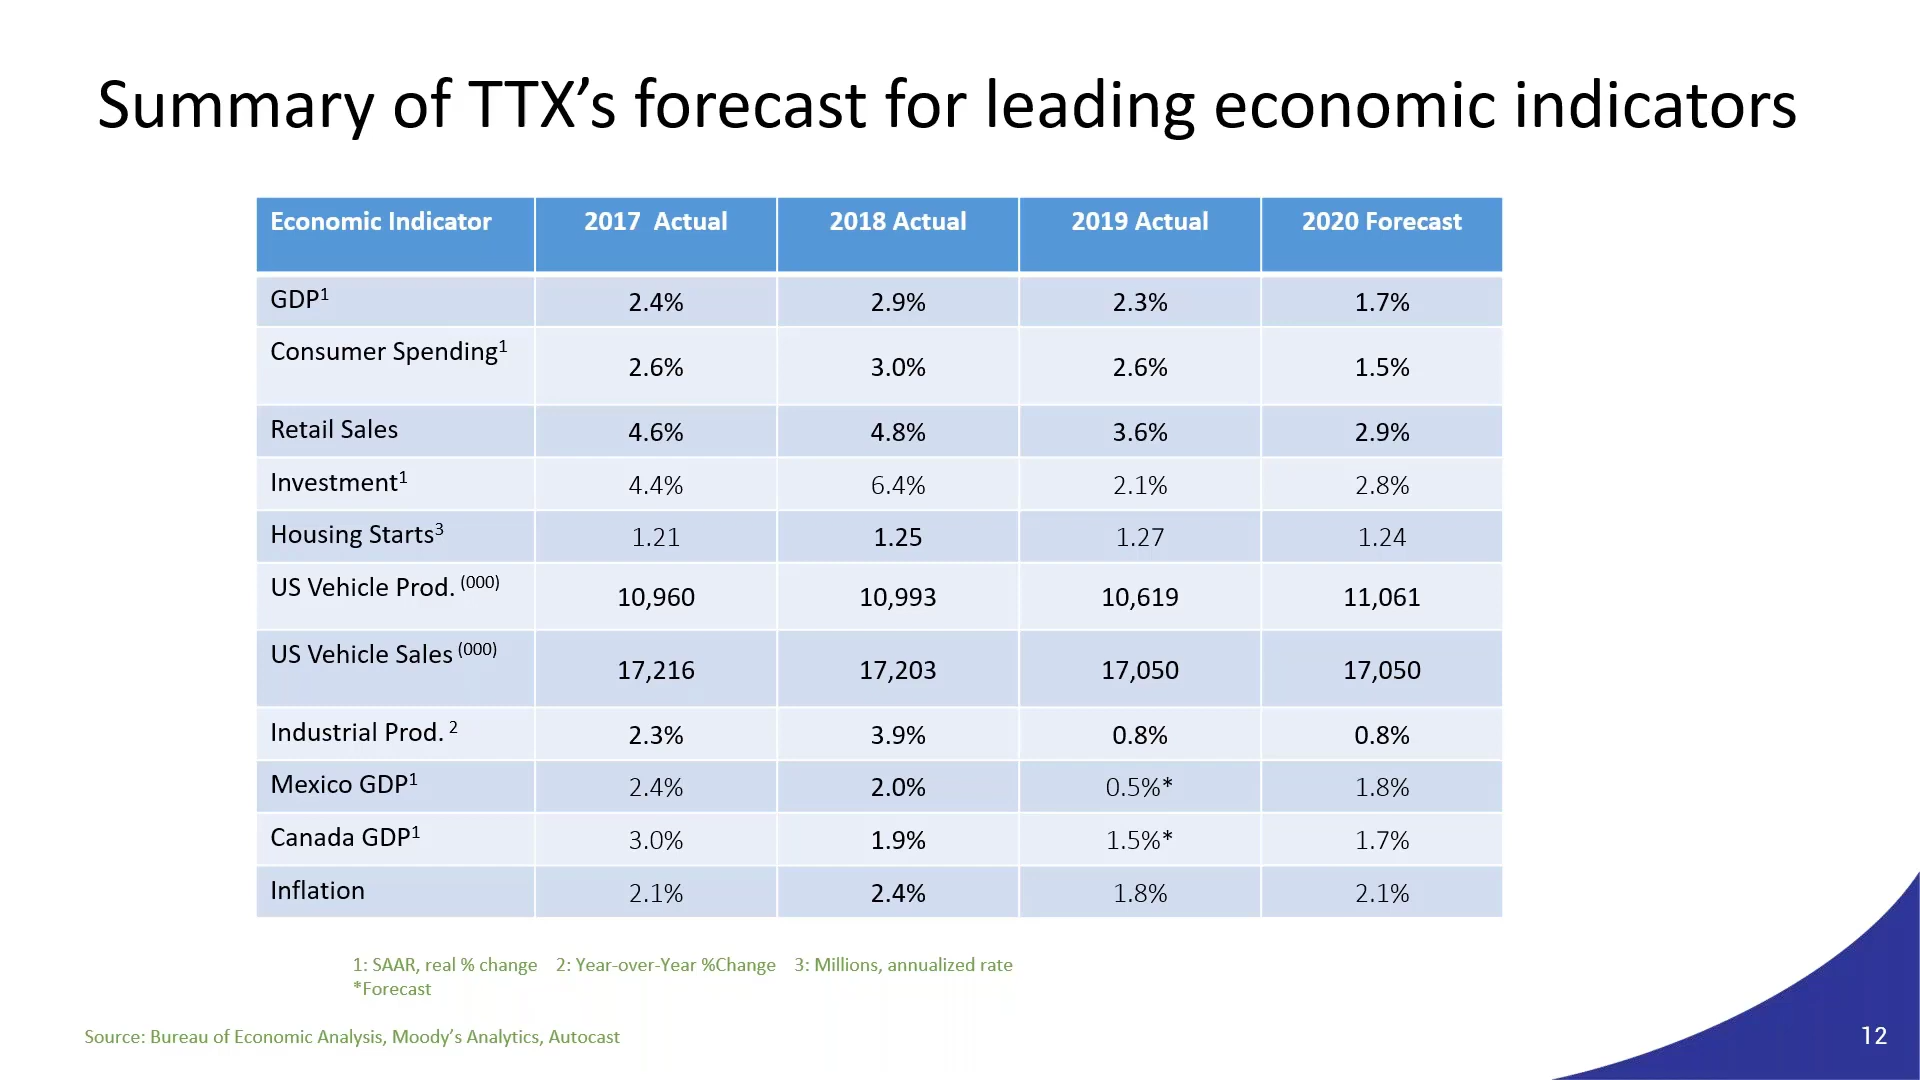 Summary of TTX’s forecast for leading economic indicators
Economic Indicator 2017 Actual 2018 Actual 2019 Actual 2020 Forecast
GDP1 2.4% 2.9% 2.3% 1.7%
Consumer Spending1 2.6% 3.0% 2.6% 1.5%
Retail Sales 4.6% 4.8% 3.6% 2.9%
Investment1 4.4% 6.4% 2.1% 2.8%
Housing Starts3 1.21 1.25 1.27 1.24
US Vehicle Prod. (000) 10,960 10,993 10,619 11,061
US Vehicle Sales (000) 17,216 17,203 17,050 17,050
Industrial Prod. 2 2.3% 3.9% 0.8% 0.8%
Mexico GDP1 2.4% 2.0% 0.5%* 1.8%
Canada GDP1 3.0% 1.9% 1.5%* 1.7%
Inflation 2.1% 2.4% 1.8% 2.1%
1: SAAR, real % change 2: Year-over-Year %Change 3: Millions, annualized rate
*Forecast
Source: Bureau of Economic Analysis, Moody’s Analytics, Autocast
12